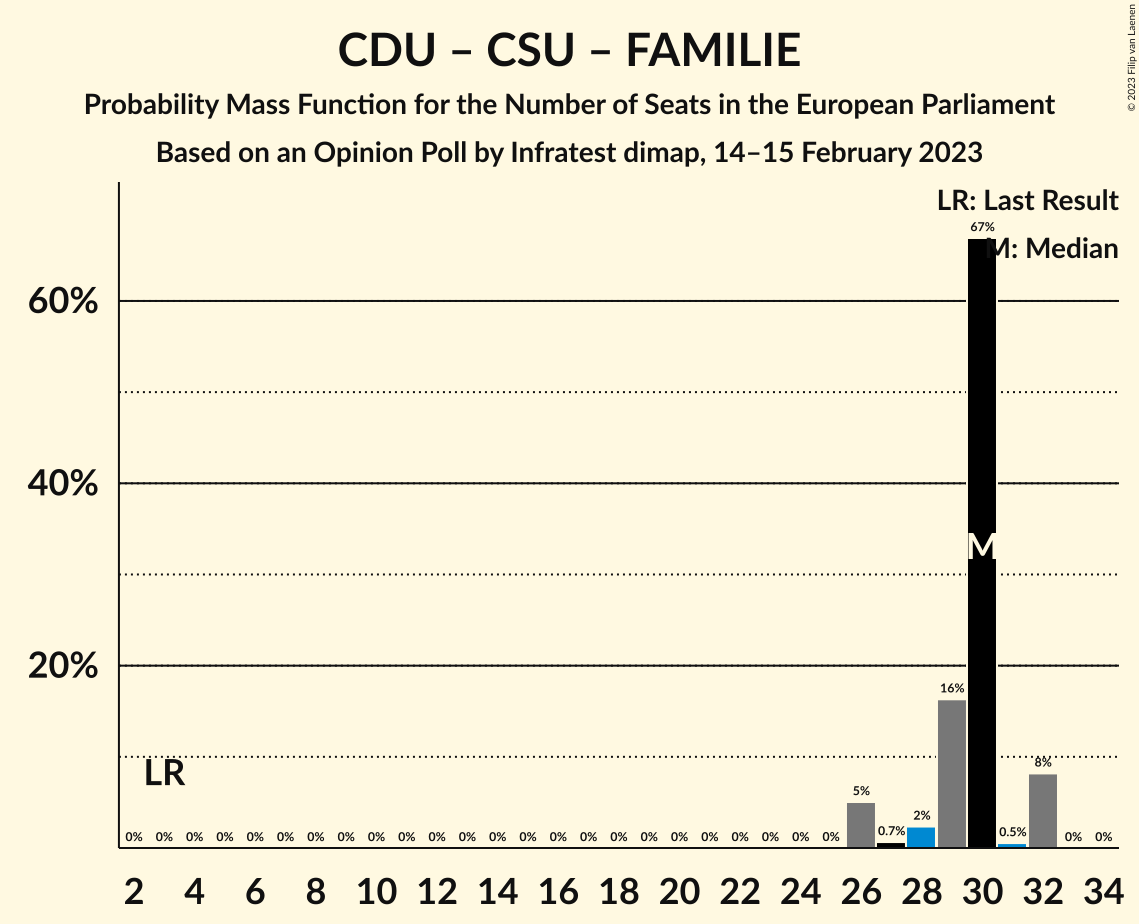 CDU – CSU – FAMILIE
Probability Mass Function for the Number of Seats in the European Parliament
Based on an Opinion Poll by Infratest dimap, 14–15 February 2023
© 2023 Filip van Laenen
LR: Last Result
M: Median
67%
60%
40%
M
20%
16%
LR
8%
5%
2%
0.7%
0.5%
0% 0% 0% 0% 0% 0% 0% 0% 0% 0% 0% 0% 0% 0% 0% 0% 0% 0% 0% 0% 0% 0% 0% 0% 0% 0%
2 4 6 8 10 12 14 16 18 20 22 24 26 28 30 32 34